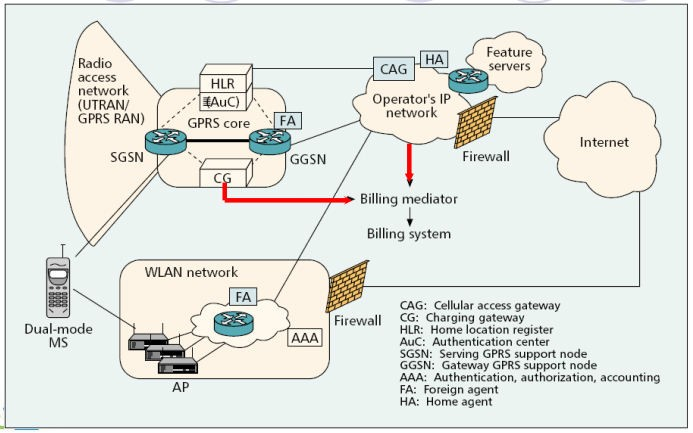 Radio
access
network
(UTRAN/
GPRS RAN)
HLR
(AuC)
GPRS core
FA
SGSN
GGSN
CG
CAG
HA
Feature
servers
Operator's IP
network
Firewall
Internet
Billing mediator
Billing system
WLAN network
FA
AAA
Firewall
AP
Dual-mode
MS
CAG: Cellular access gateway
CG: Charging gateway
HLR: Home location register
AuC: Authentication center
SGSN: Serving GPRS support node
GGSN: Gateway GPRS support node
AAA: Authentication, authorization, accounting
FA: Foreign agent
HA: Home agent